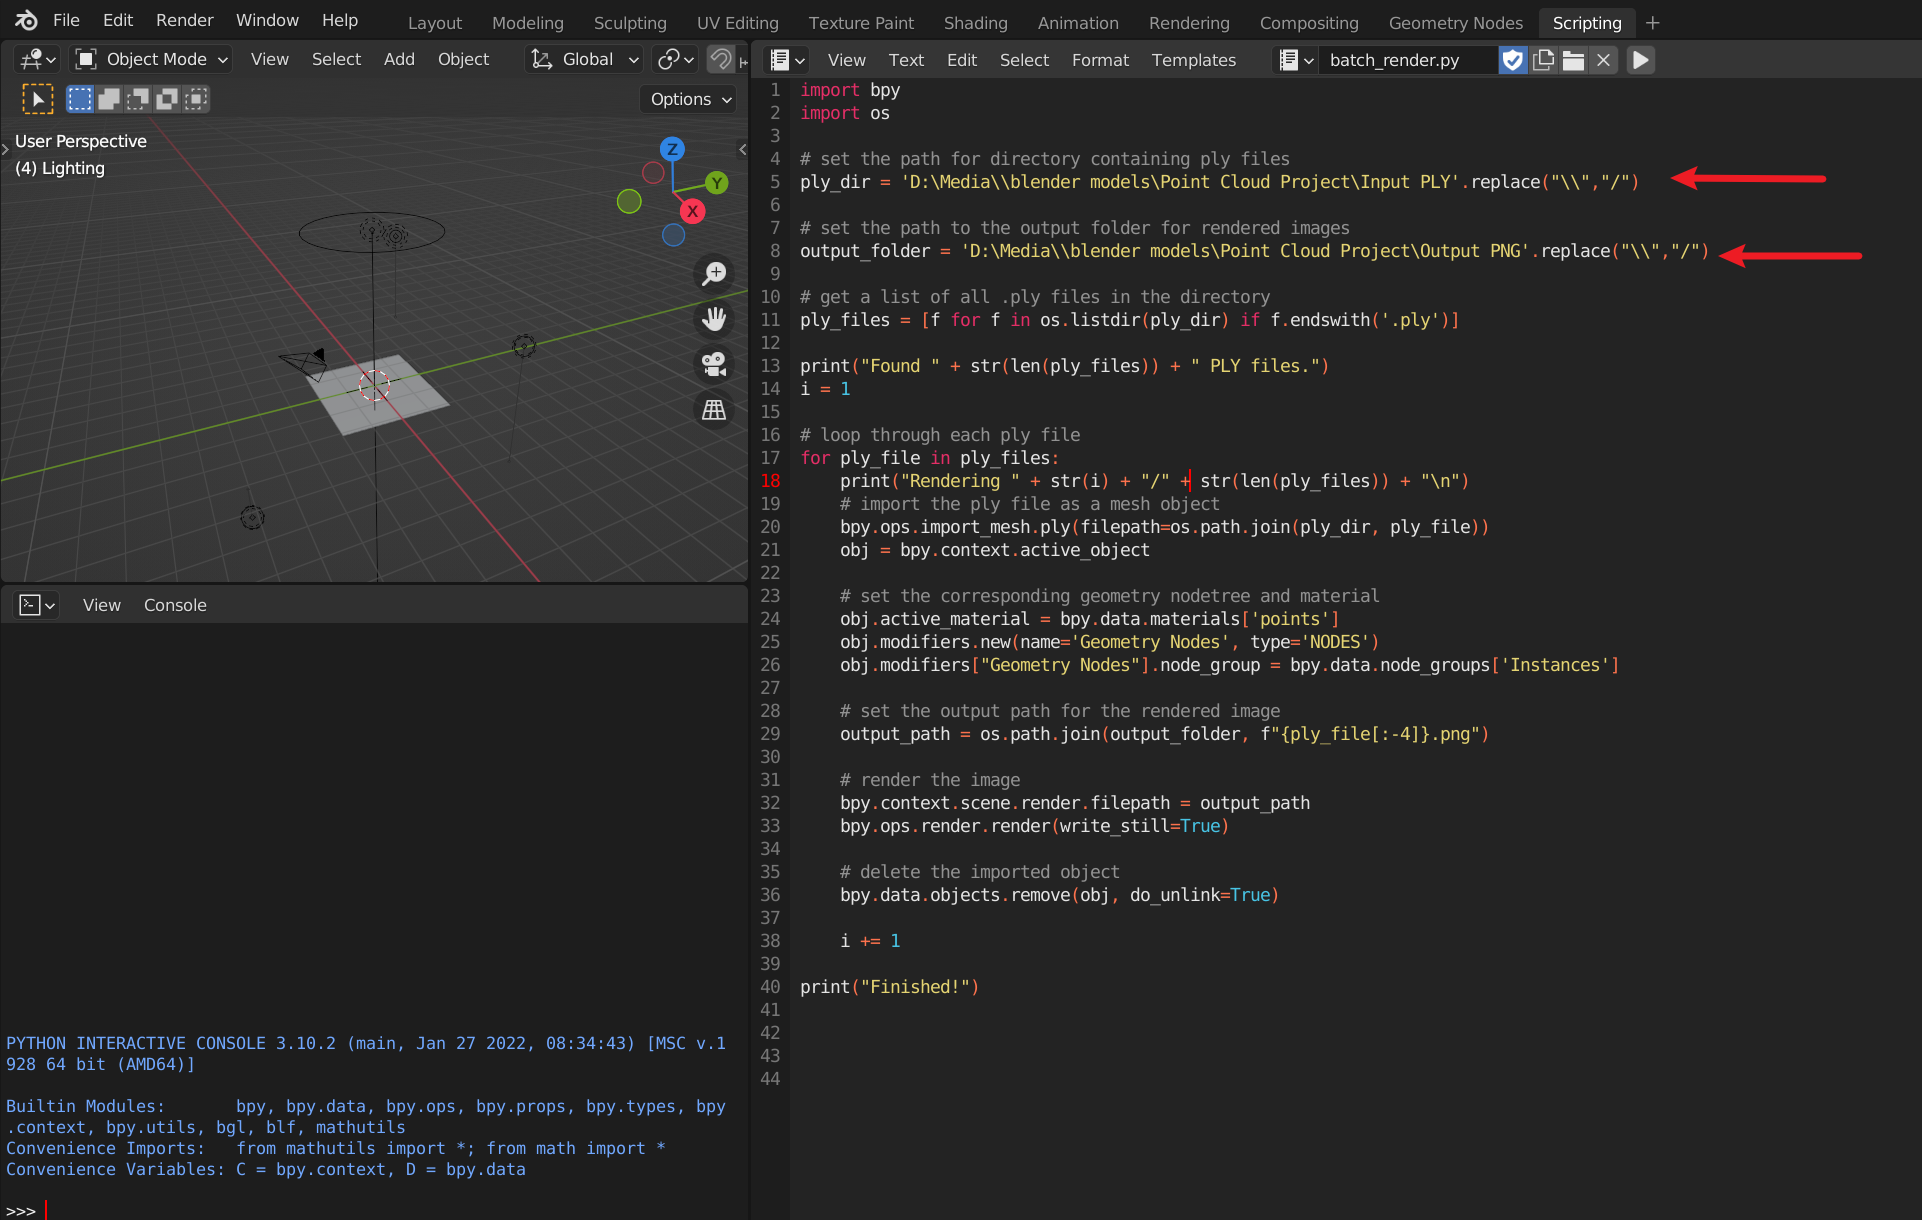 File Edit Render Window Help Layout Modeling Sculpting UV Editing Texture Paint Shading Animation Rendering Compositing Geometry Nodes Scripting +
Object Mode View Select Add Object Global
Options
User Perspective
(4) Lighting
Z
Y
X
View Console
PYTHON INTERACTIVE CONSOLE 3.10.2 (main, Jan 27 2022, 08:34:43) [MSC v.1
928 64 bit (AMD64)]
Builtin Modules:       bpy, bpy.data, bpy.ops, bpy.props, bpy.types, bpy
.context, bpy.utils, bgl, blf, mathutils
Convenience Imports:   from mathutils import *; from math import *
Convenience Variables: C = bpy.context, D = bpy.data
>>>
View Text Edit Select Format Templates batch_render.py
1 import bpy
2 import os
3
4 # set the path for directory containing ply files
5 ply_dir = 'D:\Media\\blender models\Point Cloud Project\Input PLY'.replace("\\","/")
6
7 # set the path to the output folder for rendered images
8 output_folder = 'D:\Media\\blender models\Point Cloud Project\Output PNG'.replace("\\","/")
9
10 # get a list of all .ply files in the directory
11 ply_files = [f for f in os.listdir(ply_dir) if f.endswith('.ply')]
12
13 print("Found " + str(len(ply_files)) + " PLY files.")
14 i = 1
15
16 # loop through each ply file
17 for ply_file in ply_files:
18     print("Rendering " + str(i) + "/" + str(len(ply_files)) + "\n")
19     # import the ply file as a mesh object
20     bpy.ops.import_mesh.ply(filepath=os.path.join(ply_dir, ply_file))
21     obj = bpy.context.active_object
22
23     # set the corresponding geometry nodetree and material
24     obj.active_material = bpy.data.materials['points']
25     obj.modifiers.new(name='Geometry Nodes', type='NODES')
26     obj.modifiers["Geometry Nodes"].node_group = bpy.data.node_groups['Instances']
27
28     # set the output path for the rendered image
29     output_path = os.path.join(output_folder, f"{ply_file[:-4]}.png")
30
31     # render the image
32     bpy.context.scene.render.filepath = output_path
33     bpy.ops.render.render(write_still=True)
34
35     # delete the imported object
36     bpy.data.objects.remove(obj, do_unlink=True)
37
38     i += 1
39
40 print("Finished!")
41
42
43
44